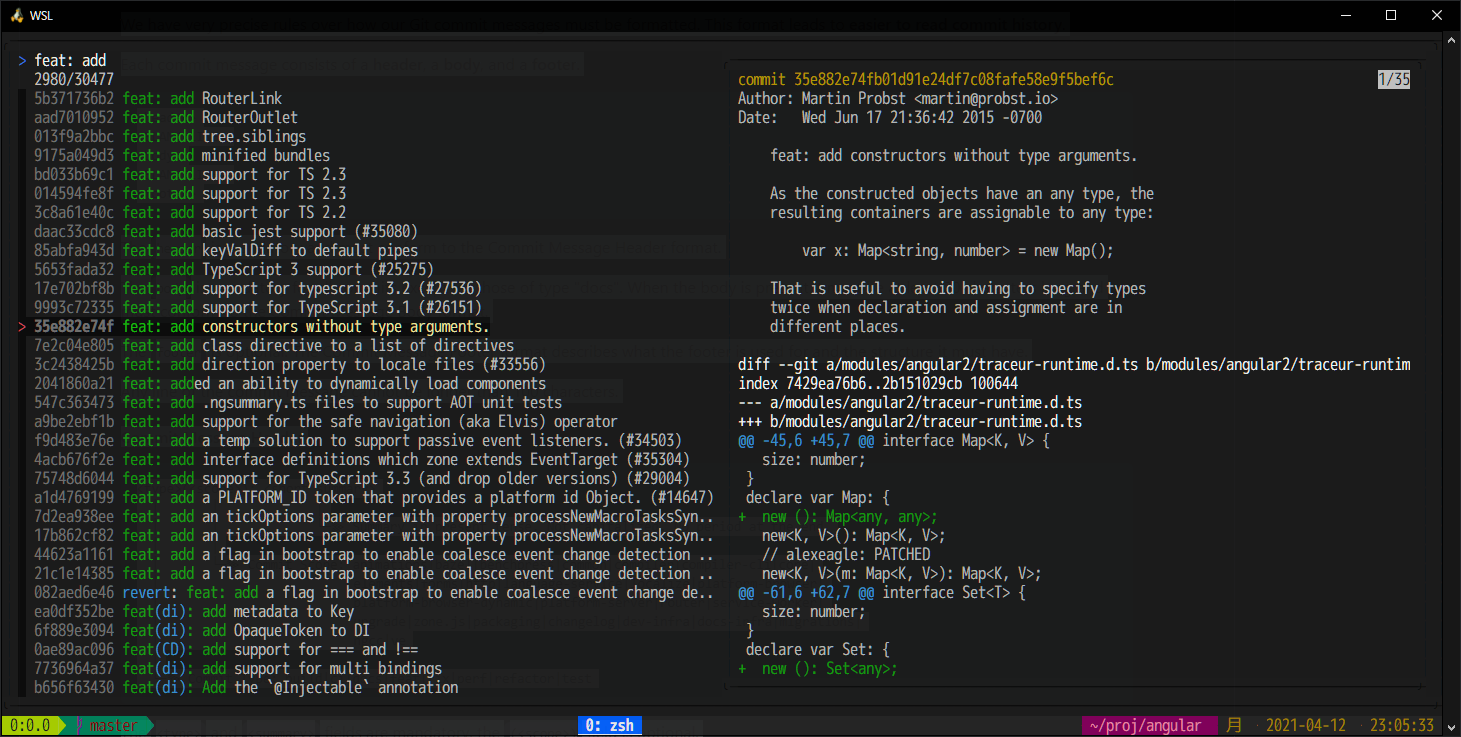 WSL
> feat: add
2980/30477
5b371736b2 feat: add RouterLink
aad7010952 feat: add RouterOutlet
013f9a2bbc feat: add tree.siblings
9175a049d3 feat: add minified bundles
bd033b69c1 feat: add support for TS 2.3
014594fe8f feat: add support for TS 2.3
3c8a61e40c feat: add support for TS 2.2
daac33cdc8 feat: add basic jest support (#35080)
85abfa943d feat: add keyValDiff to default pipes
5653fada32 feat: add TypeScript 3 support (#25275)
17e702bf8b feat: add support for typescript 3.2 (#27536)
9993c72335 feat: add support for TypeScript 3.1 (#26151)
> 35e882e74f feat: add constructors without type arguments.
7e2c04e805 feat: add class directive to a list of directives
3c2438425b feat: add direction property to locale files (#33556)
2041860a21 feat: added an ability to dynamically load components
547c363473 feat: add .ngsummary.ts files to support AOT unit tests
a9be2ebf1b feat: add support for the safe navigation (aka Elvis) operator
f9d483e76e feat: add a temp solution to support passive event listeners. (#34503)
4acb676f2e feat: add interface definitions which zone extends EventTarget (#35304)
75748d6044 feat: add support for TypeScript 3.3 (and drop older versions) (#29004)
a1d4769199 feat: add a PLATFORM_ID token that provides a platform id Object. (#14647)
7d2ea938ee feat: add an tickOptions parameter with property processNewMacroTasksSyn..
17b862cf82 feat: add an tickOptions parameter with property processNewMacroTasksSyn..
44623a1161 feat: add a flag in bootstrap to enable coalesce event change detection ..
21c1e14385 feat: add a flag in bootstrap to enable coalesce event change detection ..
082aed6e46 revert: feat: add a flag in bootstrap to enable coalesce event change de..
ea0df352be feat(di): add metadata to Key
6f889e3094 feat(di): add OpaqueToken to DI
0ae89ac096 feat(CD): add support for === and !==
7736964a37 feat(di): add support for multi bindings
b656f63430 feat(di): Add the `@Injectable` annotation
commit 35e882e74fb01d91e24df7c08fafe58e9f5bef6c 1/35
Author: Martin Probst <martin@probst.io>
Date:   Wed Jun 17 21:36:42 2015 -0700
feat: add constructors without type arguments.
As the constructed objects have an any type, the
resulting containers are assignable to any type:
var x: Map<string, number> = new Map();
That is useful to avoid having to specify types
twice when declaration and assignment are in
different places.
diff --git a/modules/angular2/traceur-runtime.d.ts b/modules/angular2/traceur-runtim
index 7429ea76b6..2b151029cb 100644
--- a/modules/angular2/traceur-runtime.d.ts
+++ b/modules/angular2/traceur-runtime.d.ts
@@ -45,6 +45,7 @@ interface Map<K, V> {
size: number;
}
declare var Map: {
+  new (): Map<any, any>;
new<K, V>(): Map<K, V>;
// alexeagle: PATCHED
new<K, V>(m: Map<K, V>): Map<K, V>;
@@ -61,6 +62,7 @@ interface Set<T> {
size: number;
}
declare var Set: {
+  new (): Set<any>;
0:0.0 master 0: zsh ~/proj/angular 月 2021-04-12 23:05:33